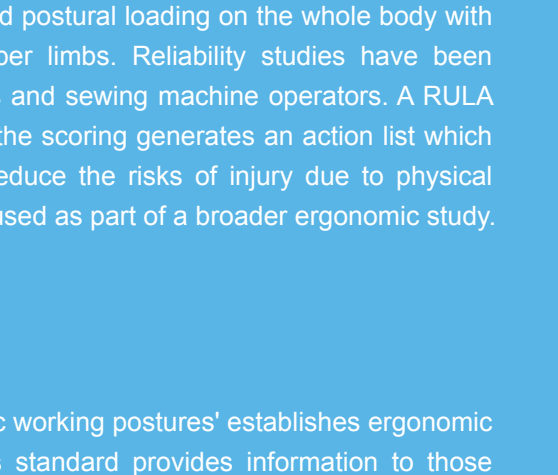 d postural loading on the whole body with
per limbs. Reliability studies have been
s and sewing machine operators. A RULA
the scoring generates an action list which
educe the risks of injury due to physical
used as part of a broader ergonomic study.
c working postures' establishes ergonomic
s standard provides information to those